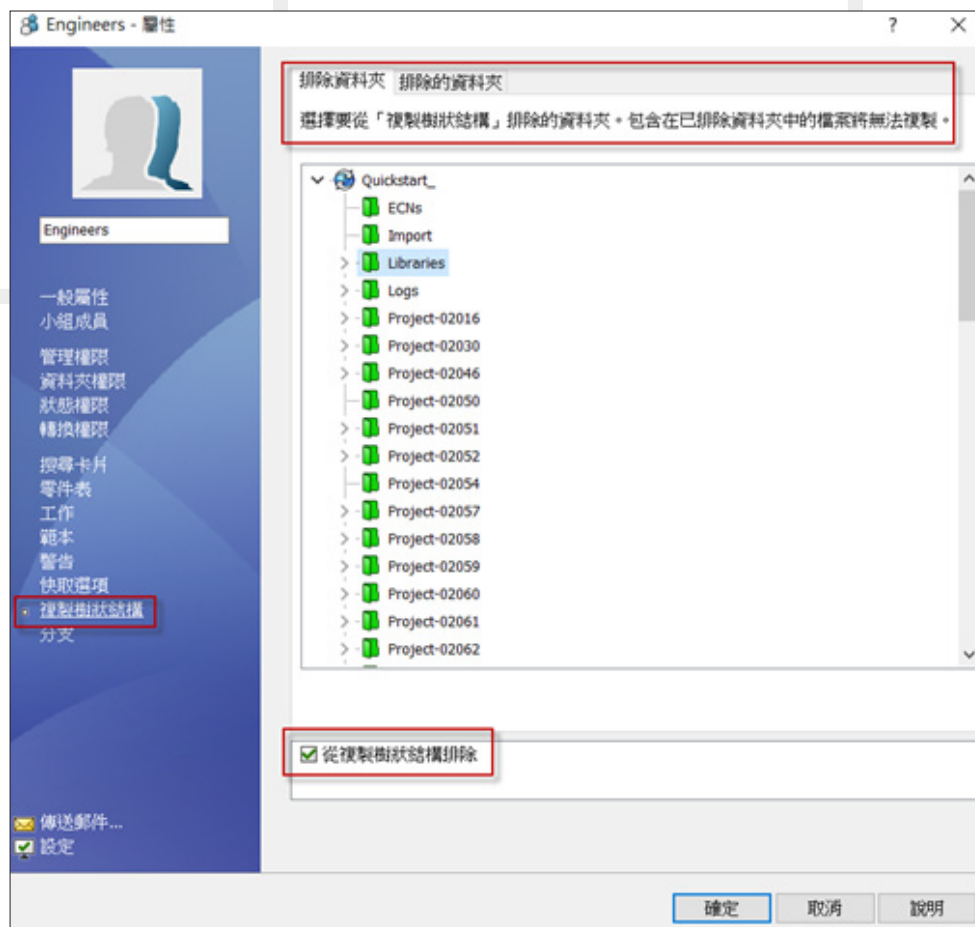 Engineers - 屬性
?
Engineers
一般屬性
小組成員
管理權限
資料夾權限
狀態權限
轉換權限
搜尋卡片
零件表
工作
範本
警告
快取選項
複製樹狀結構
分支
傳送郵件...
設定
排除資料夾 排除的資料夾
選擇要從「複製樹狀結構」排除的資料夾。包含在已排除資料夾中的檔案將無法複製。
Quickstart_
ECNs
Import
Libraries
Logs
Project-02016
Project-02030
Project-02046
Project-02050
Project-02051
Project-02052
Project-02054
Project-02057
Project-02058
Project-02059
Project-02060
Project-02061
Project-02062
從複製樹狀結構排除
確定 取消 說明